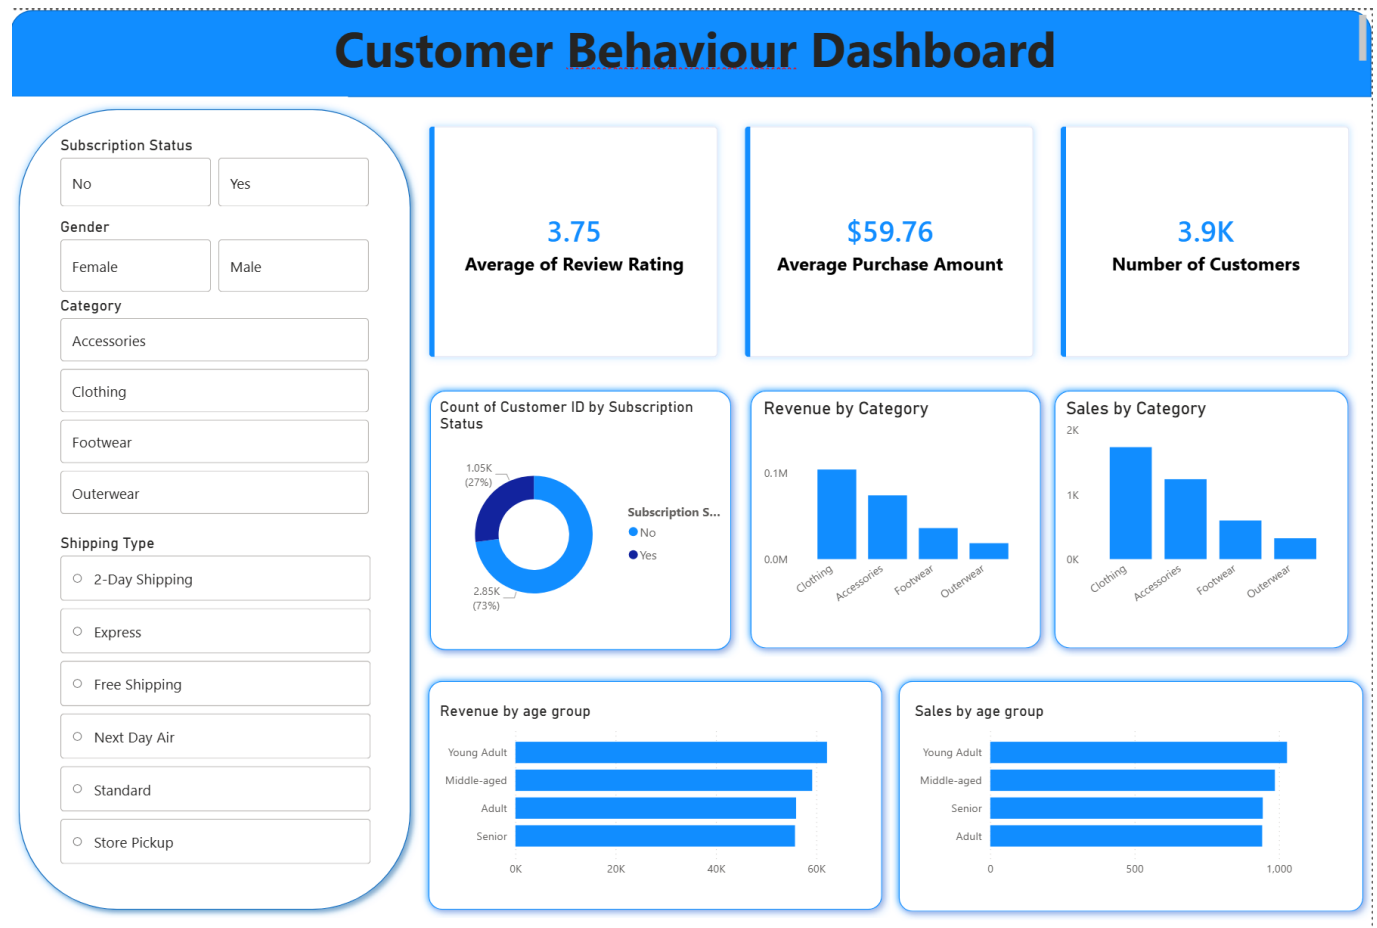 Customer Behaviour Dashboard
Subscription Status
No
Yes
Gender
Female
Male
Category
Accessories
Clothing
Footwear
Outerwear
Shipping Type
2-Day Shipping
Express
Free Shipping
Next Day Air
Standard
Store Pickup
3.75
Average of Review Rating
$59.76
Average Purchase Amount
3.9K
Number of Customers
Count of Customer ID by Subscription
Status
1.05K
(27%)
2.85K
(73%)
Subscription S...
No
Yes
Revenue by Category
0.1M
0.0M
Clothing
Accessories
Footwear
Outerwear
Sales by Category
2K
1K
0K
Clothing
Accessories
Footwear
Outerwear
Revenue by age group
Young Adult
Middle-aged
Adult
Senior
0K
20K
40K
60K
Sales by age group
Young Adult
Middle-aged
Senior
Adult
0
500
1,000